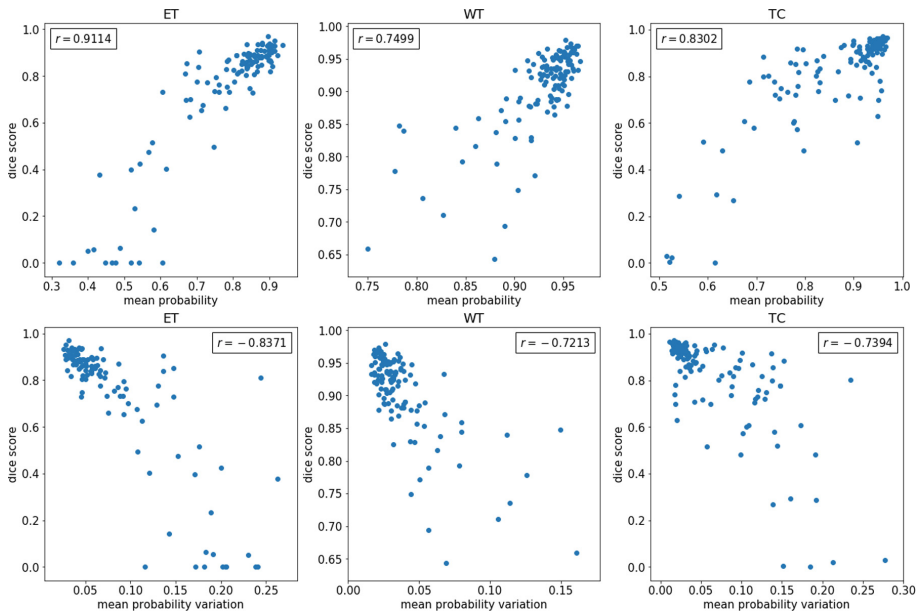 ET
WT
TC
r = 0.9114
r = 0.7499
r = 0.8302
dice score
1.0
0.8
0.6
0.4
0.2
0.0
0.3 0.4 0.5 0.6 0.7 0.8 0.9
mean probability
dice score
1.00
0.95
0.90
0.85
0.80
0.75
0.70
0.65
0.75 0.80 0.85 0.90 0.95
mean probability
dice score
1.0
0.8
0.6
0.4
0.2
0.0
0.5 0.6 0.7 0.8 0.9 1.0
mean probability
ET
WT
TC
r = −0.8371
r = −0.7213
r = −0.7394
dice score
1.0
0.8
0.6
0.4
0.2
0.0
0.05 0.10 0.15 0.20 0.25
mean probability variation
dice score
1.00
0.95
0.90
0.85
0.80
0.75
0.70
0.65
0.00 0.05 0.10 0.15
mean probability variation
dice score
1.0
0.8
0.6
0.4
0.2
0.0
0.00 0.05 0.10 0.15 0.20 0.25 0.30
mean probability variation